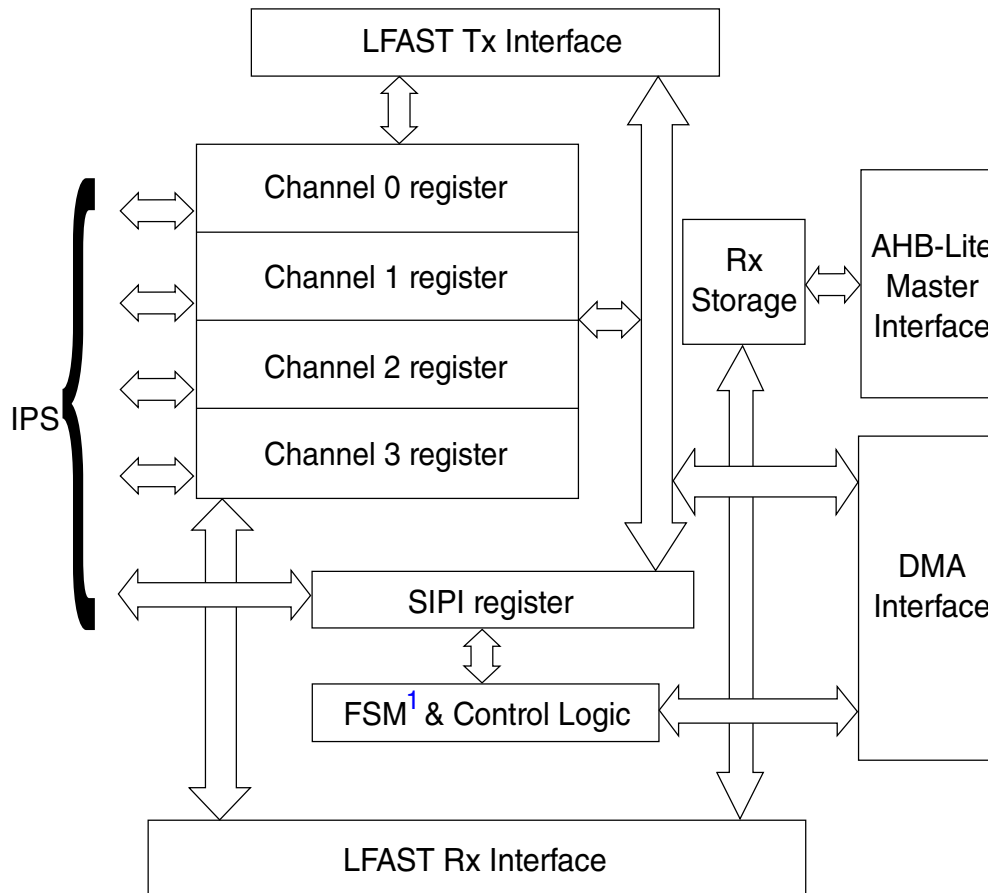 LFAST Tx Interface
Channel 0 register
Channel 1 register
Channel 2 register
Channel 3 register
IPS
Rx
Storage
AHB-Lite
Master
Interface
DMA
Interface
SIPI register
FSM1 & Control Logic
LFAST Rx Interface